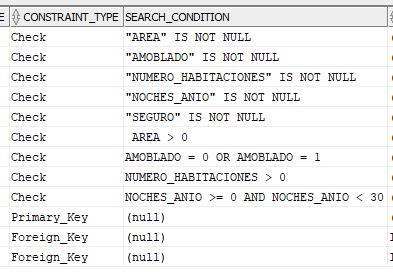 E CONSTRAINT_TYPE SEARCH_CONDITION
Check "AREA" IS NOT NULL
Check "AMOBLADO" IS NOT NULL
Check "NUMERO_HABITACIONES" IS NOT NULL
Check "NOCHES_ANIO" IS NOT NULL
Check "SEGURO" IS NOT NULL
Check AREA > 0
Check AMOBLADO = 0 OR AMOBLADO = 1
Check NUMERO_HABITACIONES > 0
Check NOCHES_ANIO >= 0 AND NOCHES_ANIO < 30
Primary_Key (null)
Foreign_Key (null)
Foreign_Key (null)